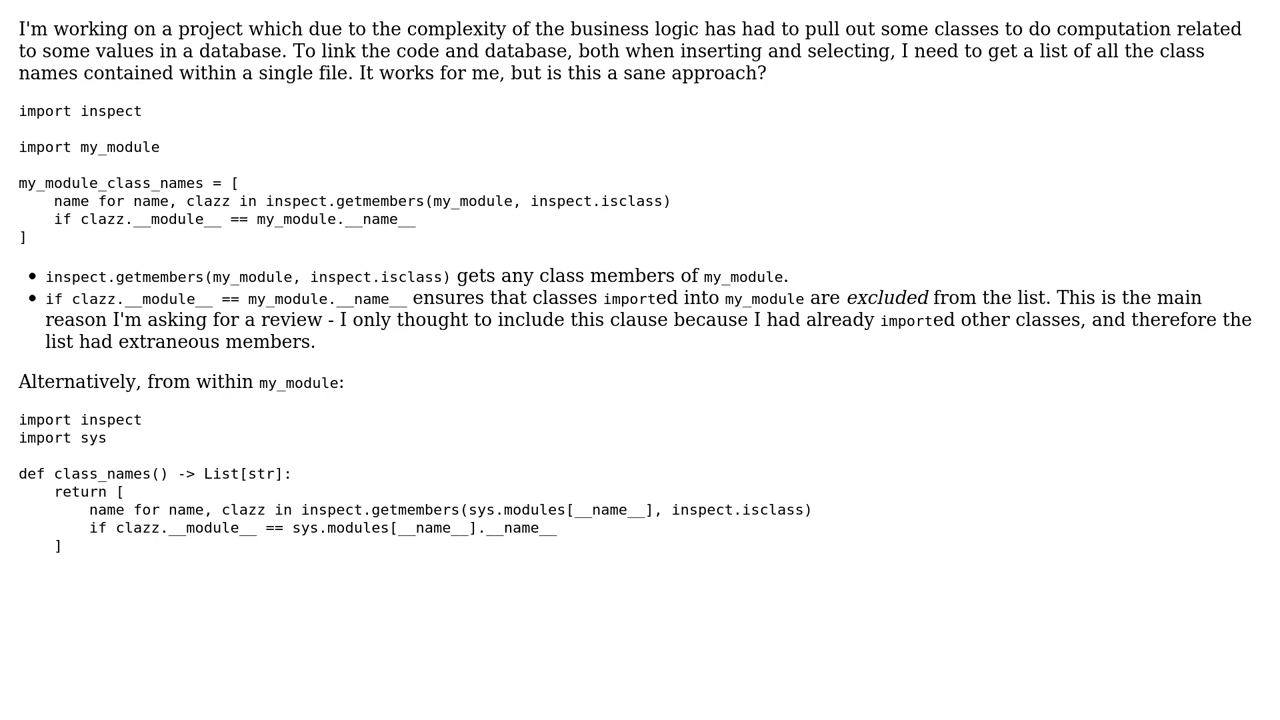 I'm working on a project which due to the complexity of the business logic has had to pull out some classes to do computation related
to some values in a database. To link the code and database, both when inserting and selecting, I need to get a list of all the class
names contained within a single file. It works for me, but is this a sane approach?
import inspect
import my_module
my_module_class_names = [
    name for name, clazz in inspect.getmembers(my_module, inspect.isclass)
    if clazz.__module__ == my_module.__name__
]
• inspect.getmembers(my_module, inspect.isclass) gets any class members of my_module.
• if clazz.__module__ == my_module.__name__ ensures that classes imported into my_module are excluded from the list. This is the main
reason I'm asking for a review - I only thought to include this clause because I had already imported other classes, and therefore the
list had extraneous members.
Alternatively, from within my_module:
import inspect
import sys
def class_names() -> List[str]:
    return [
        name for name, clazz in inspect.getmembers(sys.modules[__name__], inspect.isclass)
        if clazz.__module__ == sys.modules[__name__].__name__
    ]